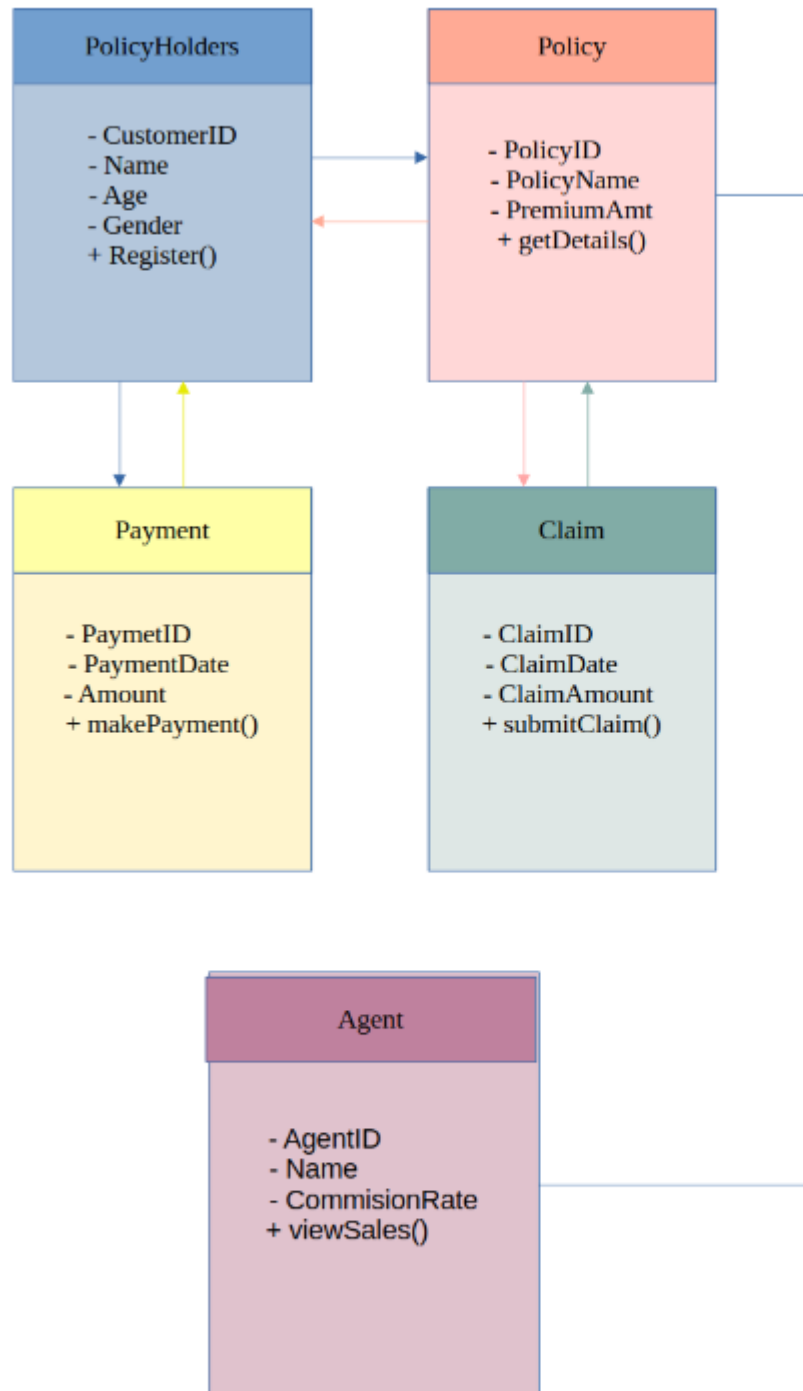 PolicyHolders
- CustomerID
- Name
- Age
- Gender
+ Register()
Policy
- PolicyID
- PolicyName
- PremiumAmt
+ getDetails()
Payment
- PaymetID
- PaymentDate
- Amount
+ makePayment()
Claim
- ClaimID
- ClaimDate
- ClaimAmount
+ submitClaim()
Agent
- AgentID
- Name
- CommisionRate
+ viewSales()